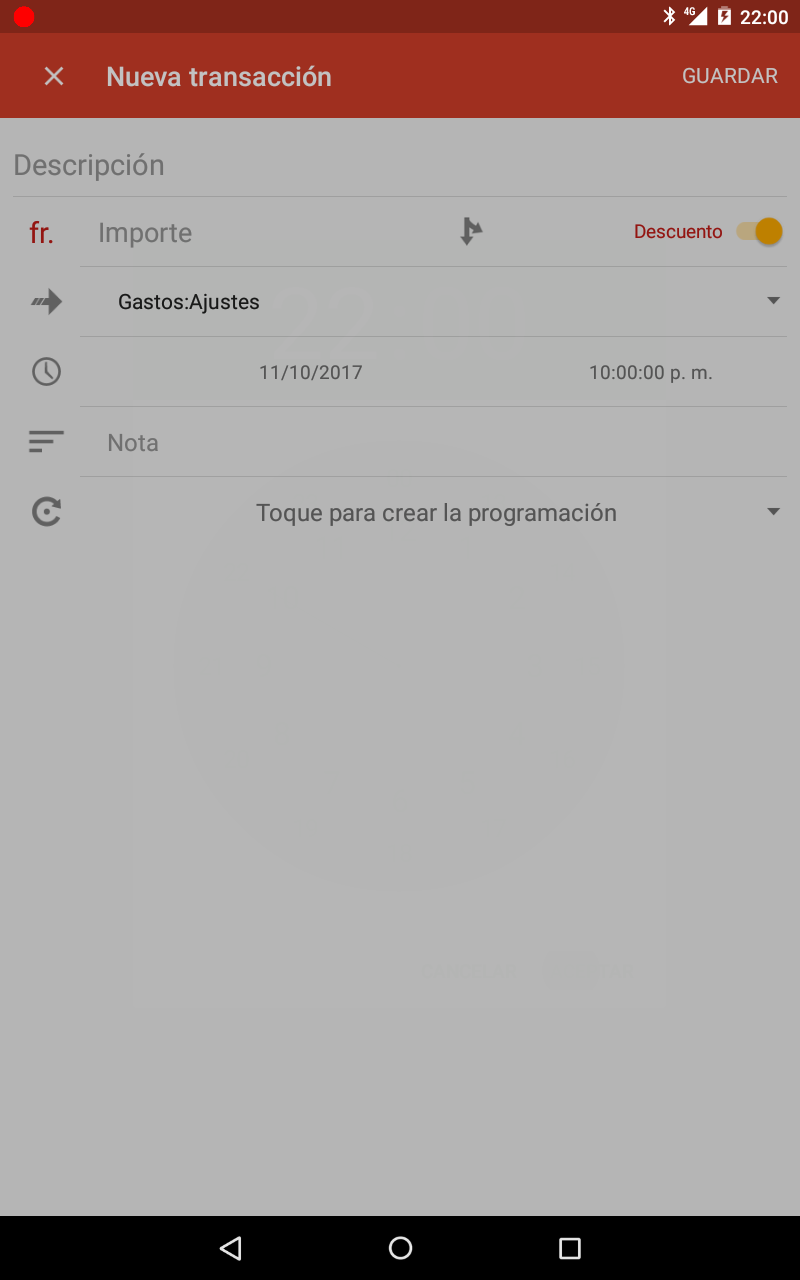 4G 22:00
Nueva transacción GUARDAR
Descripción
fr. Importe Descuento
Gastos:Ajustes
11/10/2017 10:00:00 p. m.
Nota
Toque para crear la programación